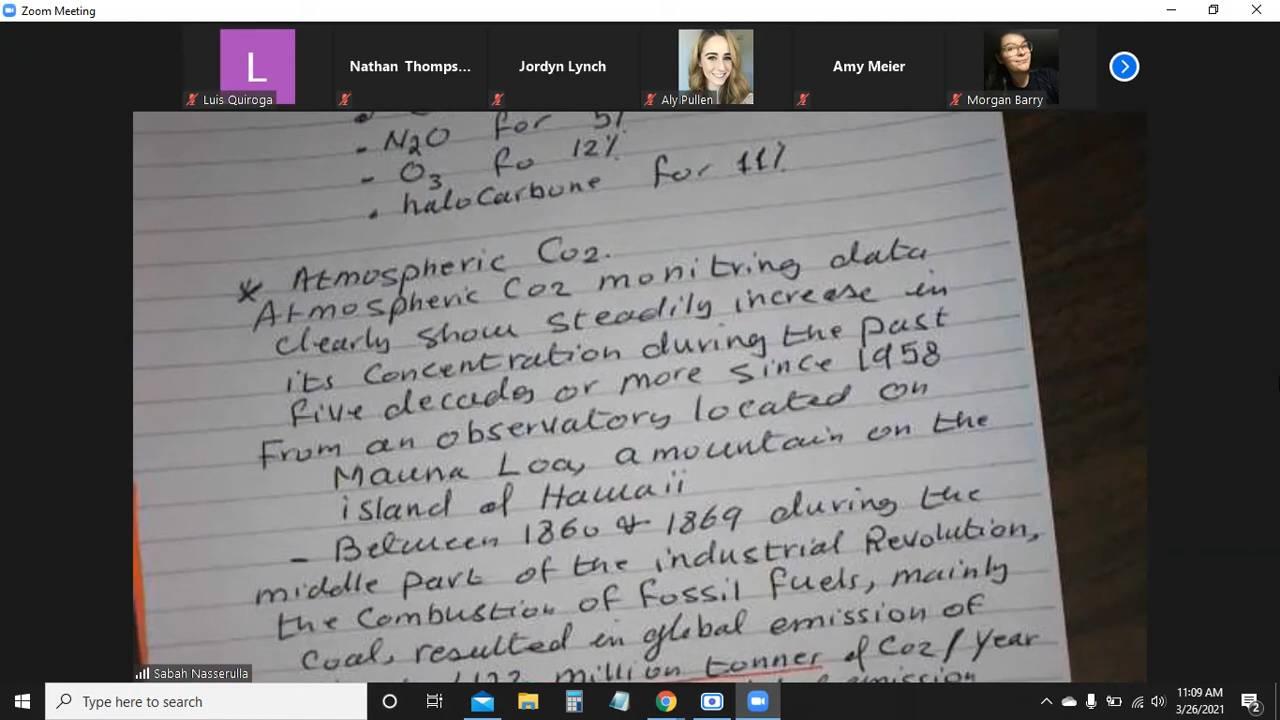 Zoom Meeting
L
Luis Quiroga
Nathan Thomps...
Jordyn Lynch
Aly Pullen
Amy Meier
Morgan Barry
- N2O for 5%
- O3 fo 12%
. halocarbone for 11%
* Atmospheric Co2.
Atmospheric Co2 monitring data
clearly show steadily increase in
its concentration during the past
five decades or more since 1958
From an observatory located on
Mauna Loa, a mountain on the
island of Hawaii
- Between 1860 & 1869 during the
middle part of the industrial Revolution,
the combustion of fossil fuels, mainly
coal, resulted in global emission of
million tonner of Co2/year
emission
Sabah Nasserulla
Type here to search
11:09 AM
3/26/2021
2